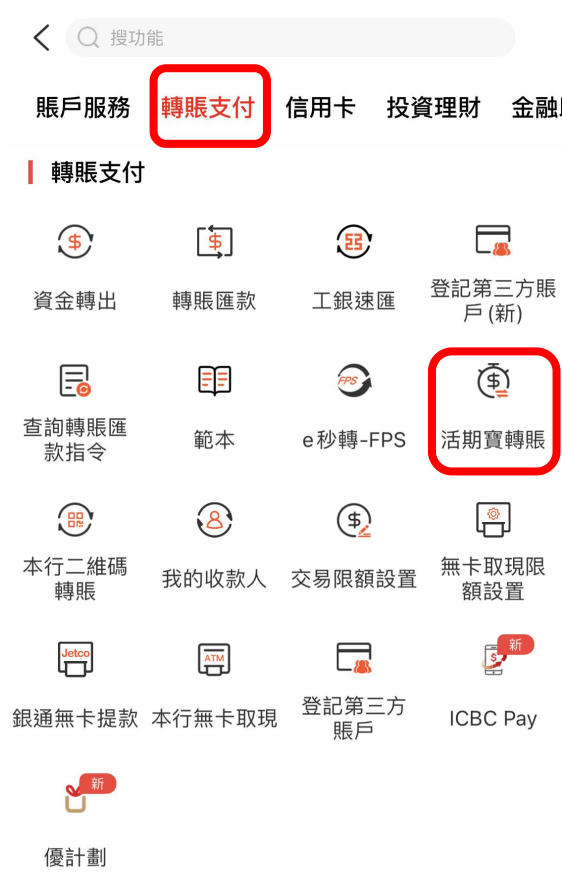 搜功能
賬戶服務 轉賬支付 信用卡 投資理財 金融
轉賬支付
資金轉出 轉賬匯款 工銀速匯 登記第三方賬
戶(新)
FPS
查詢轉賬匯
款指令
範本 e秒轉-FPS 活期寶轉賬
本行二維碼
轉賬
我的收款人 交易限額設置 無卡取現限
額設置
Jetco ATM 新
銀通無卡提款 本行無卡取現 登記第三方
賬戶
ICBC Pay
新
優計劃